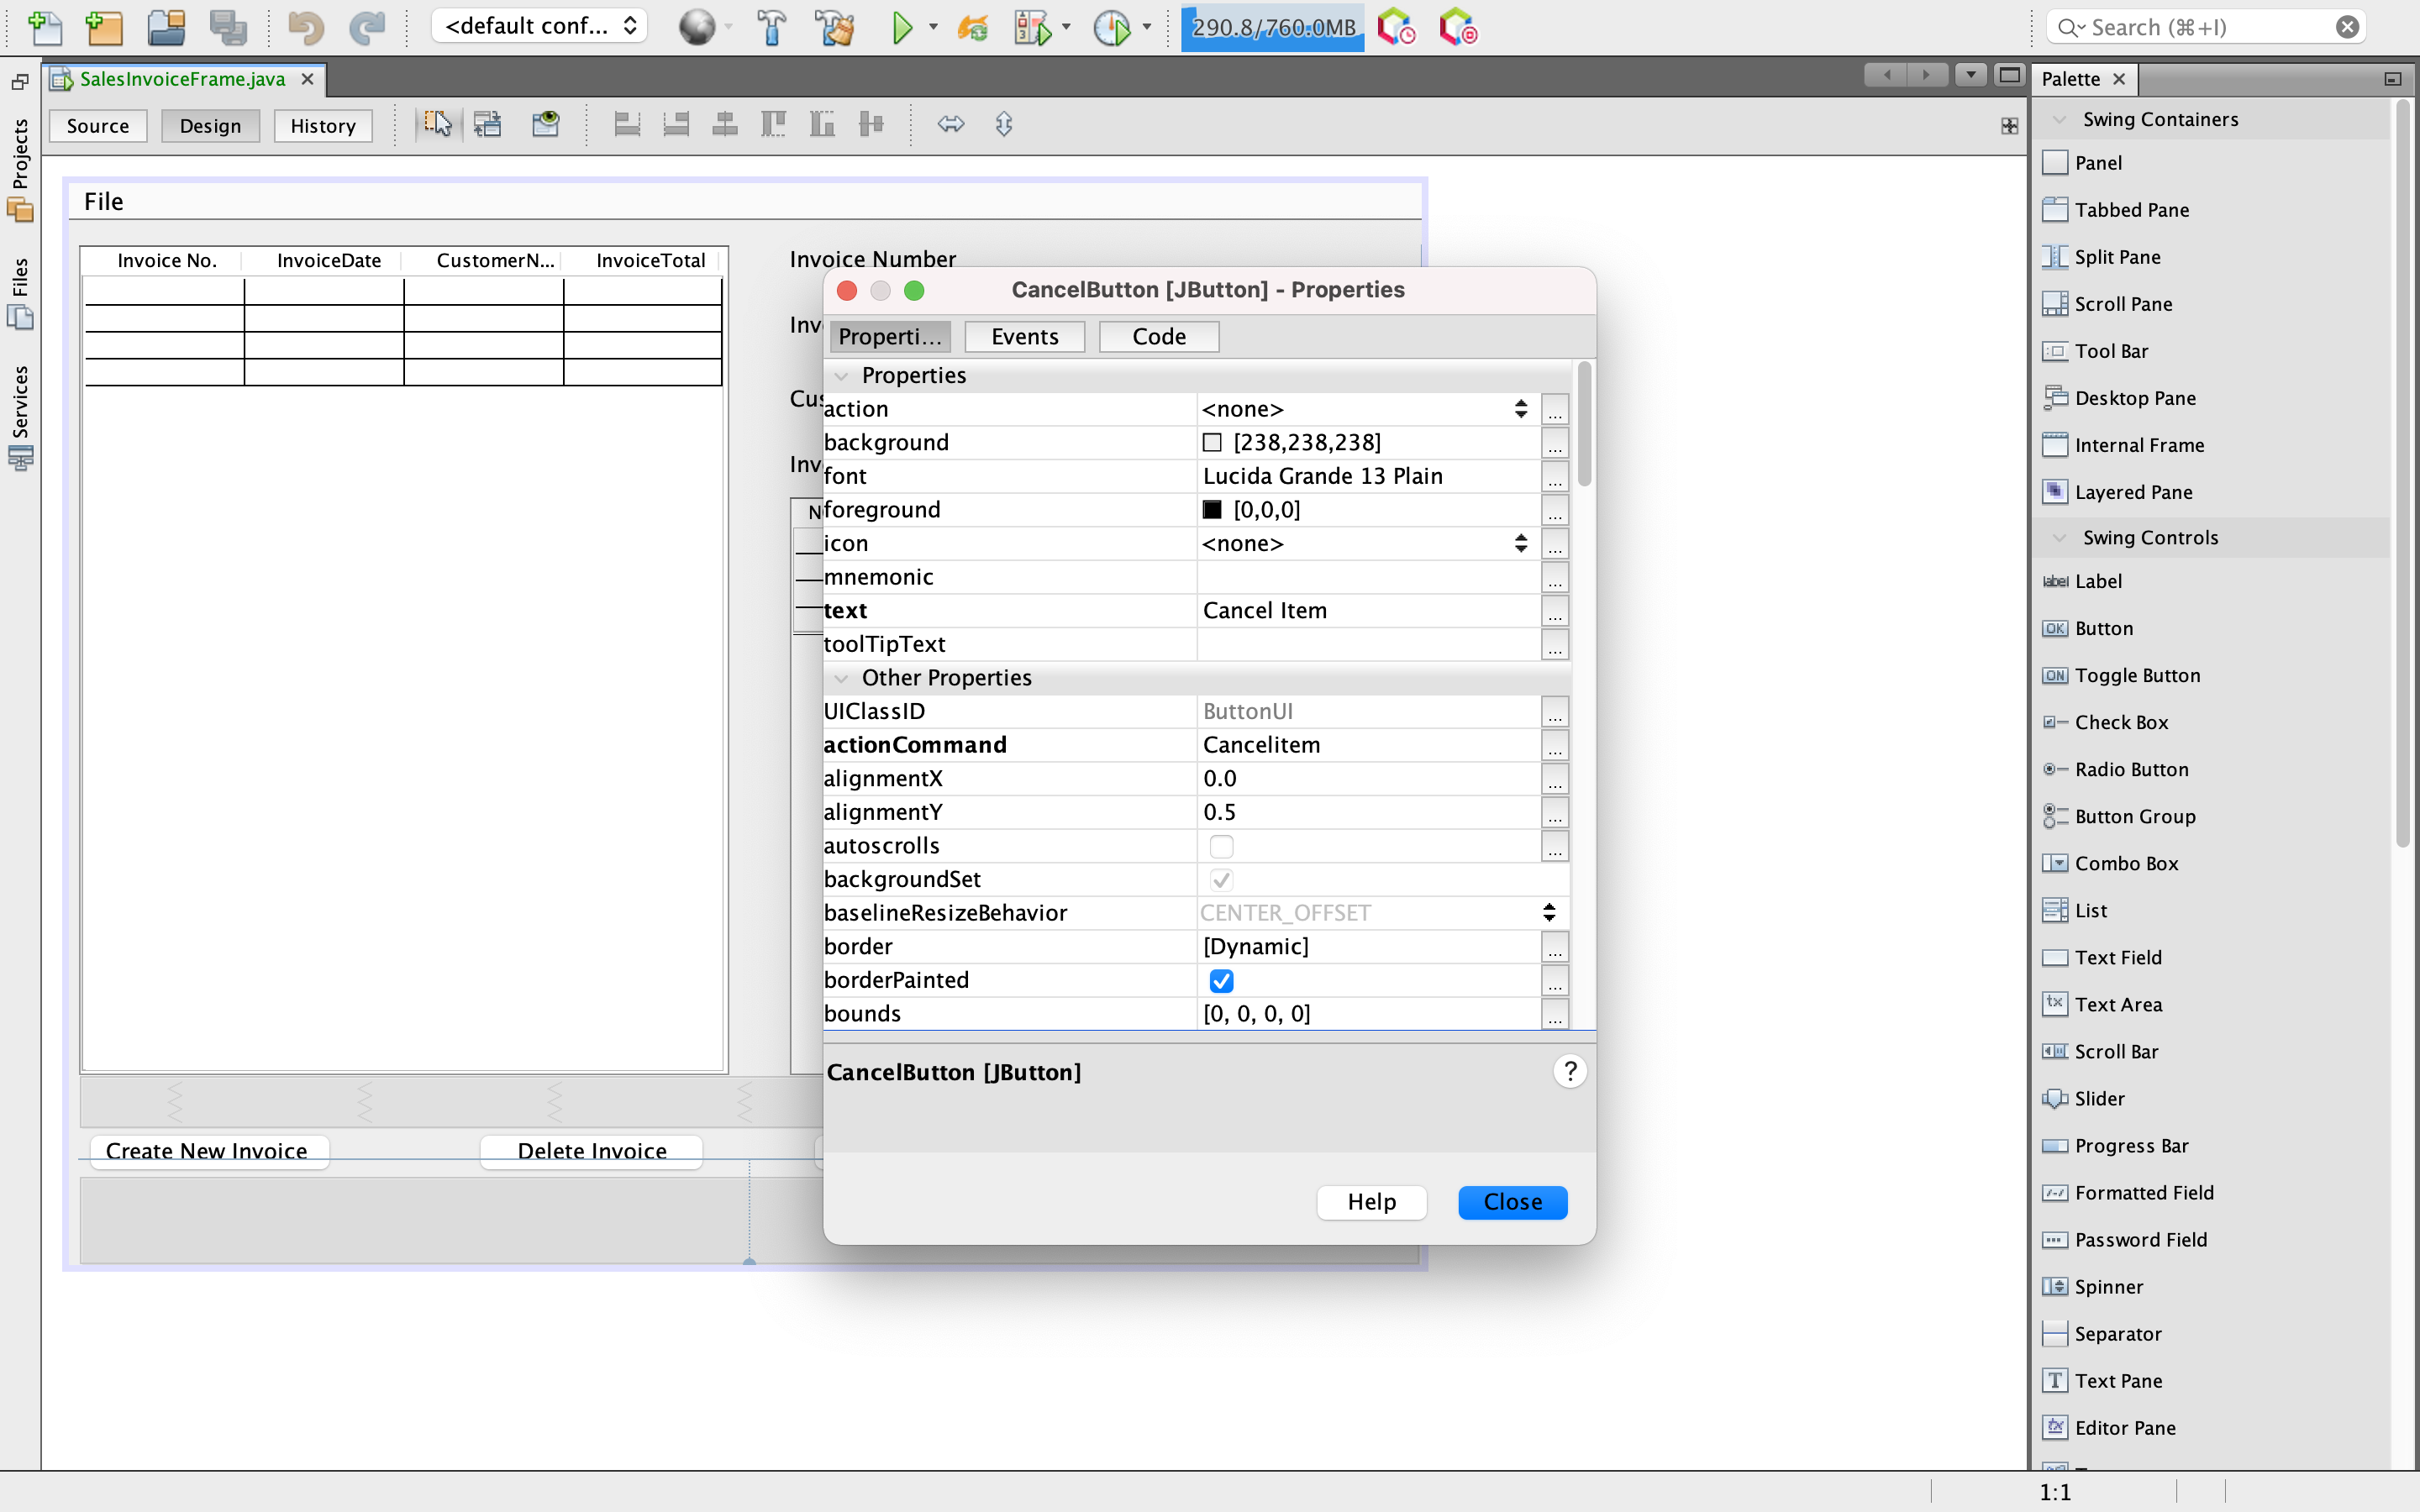 <default conf...
290.8/760.0MB
Search (⌘+I)
SalesInvoiceFrame.java
Palette
Source
Design
History
Projects
Files
Services
File
Invoice No.
InvoiceDate
CustomerN...
InvoiceTotal
Invoice Number
Inv
Cus
Inv
N
Create New Invoice
Delete Invoice
CancelButton [JButton] - Properties
Properti...
Events
Code
Properties
action
<none>
...
background
[238,238,238]
...
font
Lucida Grande 13 Plain
...
foreground
[0,0,0]
...
icon
<none>
...
mnemonic
...
text
Cancel Item
...
toolTipText
...
Other Properties
UIClassID
ButtonUI
...
actionCommand
Cancelitem
...
alignmentX
0.0
...
alignmentY
0.5
...
autoscrolls
...
backgroundSet
baselineResizeBehavior
CENTER_OFFSET
border
[Dynamic]
...
borderPainted
...
bounds
[0, 0, 0, 0]
...
CancelButton [JButton]
?
Help
Close
Swing Containers
Panel
Tabbed Pane
Split Pane
Scroll Pane
Tool Bar
Desktop Pane
Internal Frame
Layered Pane
Swing Controls
label
Label
OK
Button
ON
Toggle Button
Check Box
Radio Button
Button Group
Combo Box
List
Text Field
tx
Text Area
Scroll Bar
Slider
Progress Bar
Formatted Field
Password Field
Spinner
Separator
T
Text Pane
Editor Pane
1:1